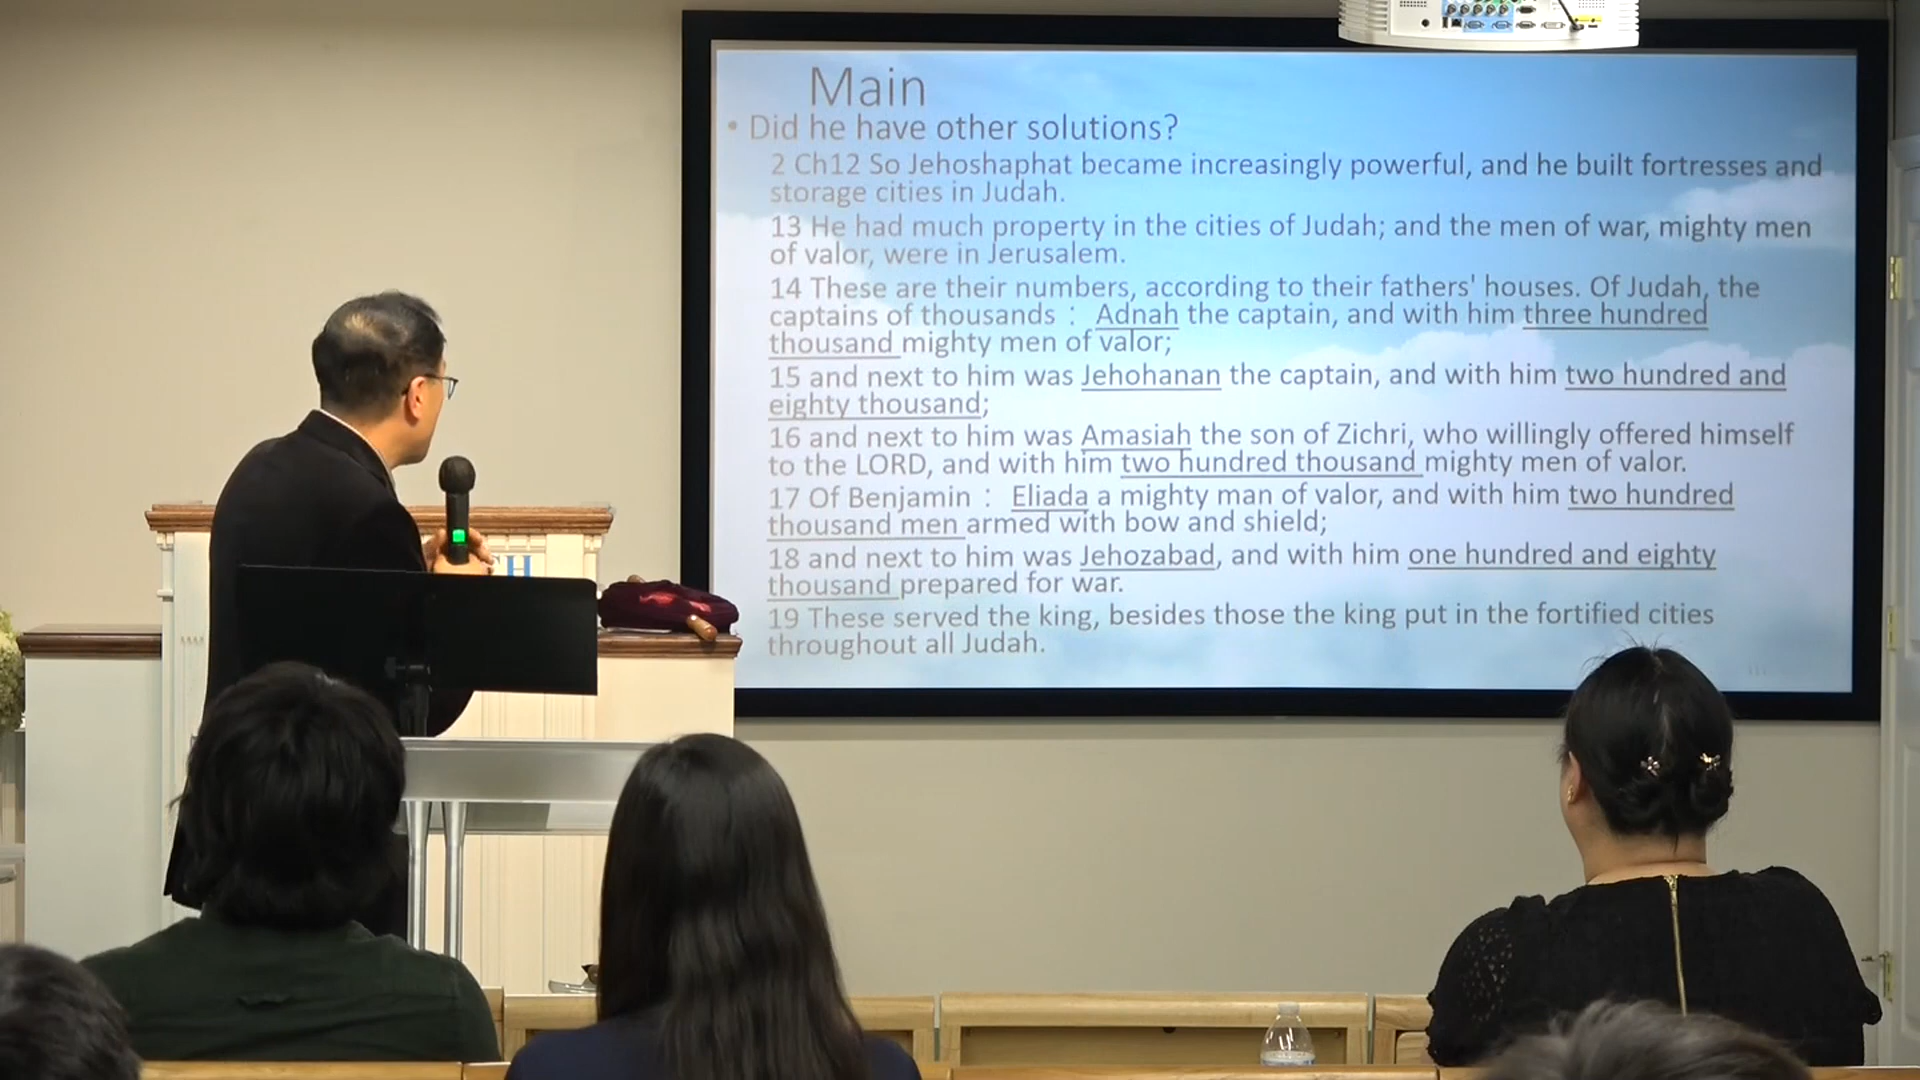 Main
• Did he have other solutions?
2 Ch12 So Jehoshaphat became increasingly powerful, and he built fortresses and
storage cities in Judah.
13 He had much property in the cities of Judah; and the men of war, mighty men
of valor, were in Jerusalem.
14 These are their numbers, according to their fathers' houses. Of Judah, the
captains of thousands： Adnah the captain, and with him three hundred
thousand mighty men of valor;
15 and next to him was Jehohanan the captain, and with him two hundred and
eighty thousand;
16 and next to him was Amasiah the son of Zichri, who willingly offered himself
to the LORD, and with him two hundred thousand mighty men of valor.
17 Of Benjamin： Eliada a mighty man of valor, and with him two hundred
thousand men armed with bow and shield;
18 and next to him was Jehozabad, and with him one hundred and eighty
thousand prepared for war.
19 These served the king, besides those the king put in the fortified cities
throughout all Judah.